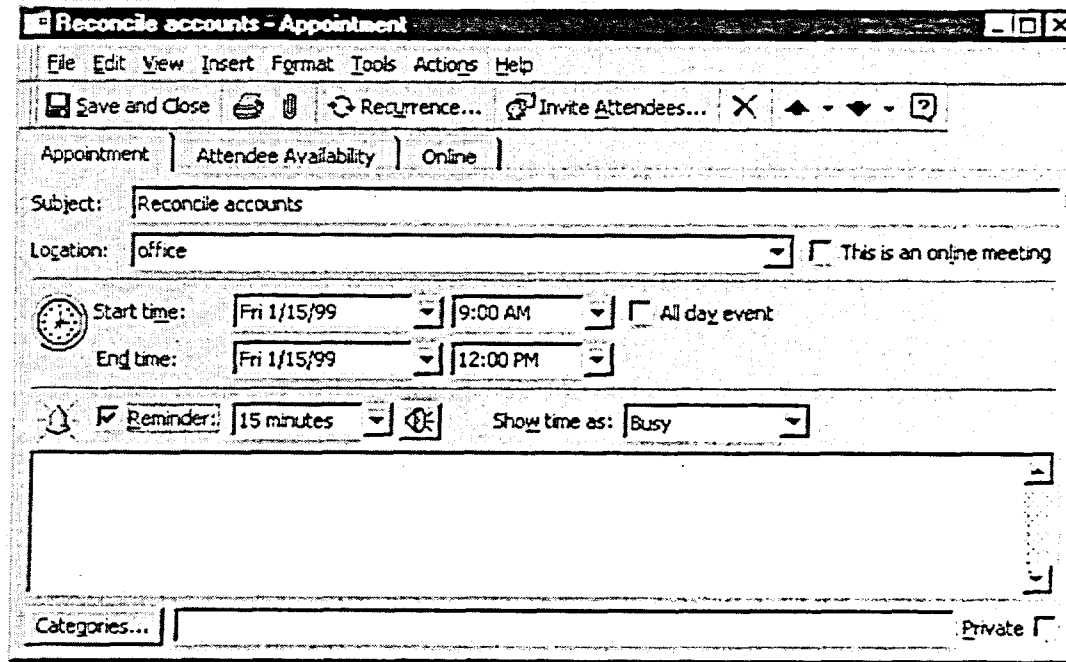 Reconcile accounts - Appointment
File Edit View Insert Format Tools Actions Help
Save and Close Recurrence... Invite Attendees...
Appointment Attendee Availability Online
Subject: Reconcile accounts
Location: office This is an online meeting
Start time: Fri 1/15/99 9:00 AM All day event
End time: Fri 1/15/99 12:00 PM
Reminder: 15 minutes Show time as: Busy
Categories... Private